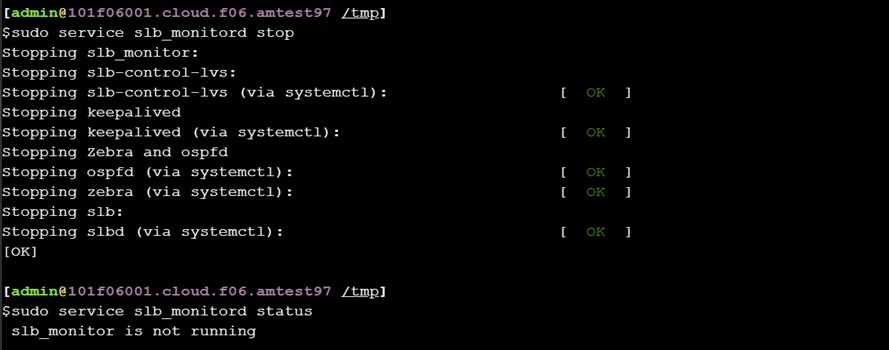 [admin@101f06001.cloud.f06.amtest97 /tmp]
$sudo service slb_monitord stop
Stopping slb_monitor:
Stopping slb-control-lvs:
Stopping slb-control-lvs (via systemctl): [ OK ]
Stopping keepalived
Stopping keepalived (via systemctl): [ OK ]
Stopping Zebra and ospfd
Stopping ospfd (via systemctl): [ OK ]
Stopping zebra (via systemctl): [ OK ]
Stopping slb:
Stopping slbd (via systemctl): [ OK ]
[OK]
[admin@101f06001.cloud.f06.amtest97 /tmp]
$sudo service slb_monitord status
slb_monitor is not running